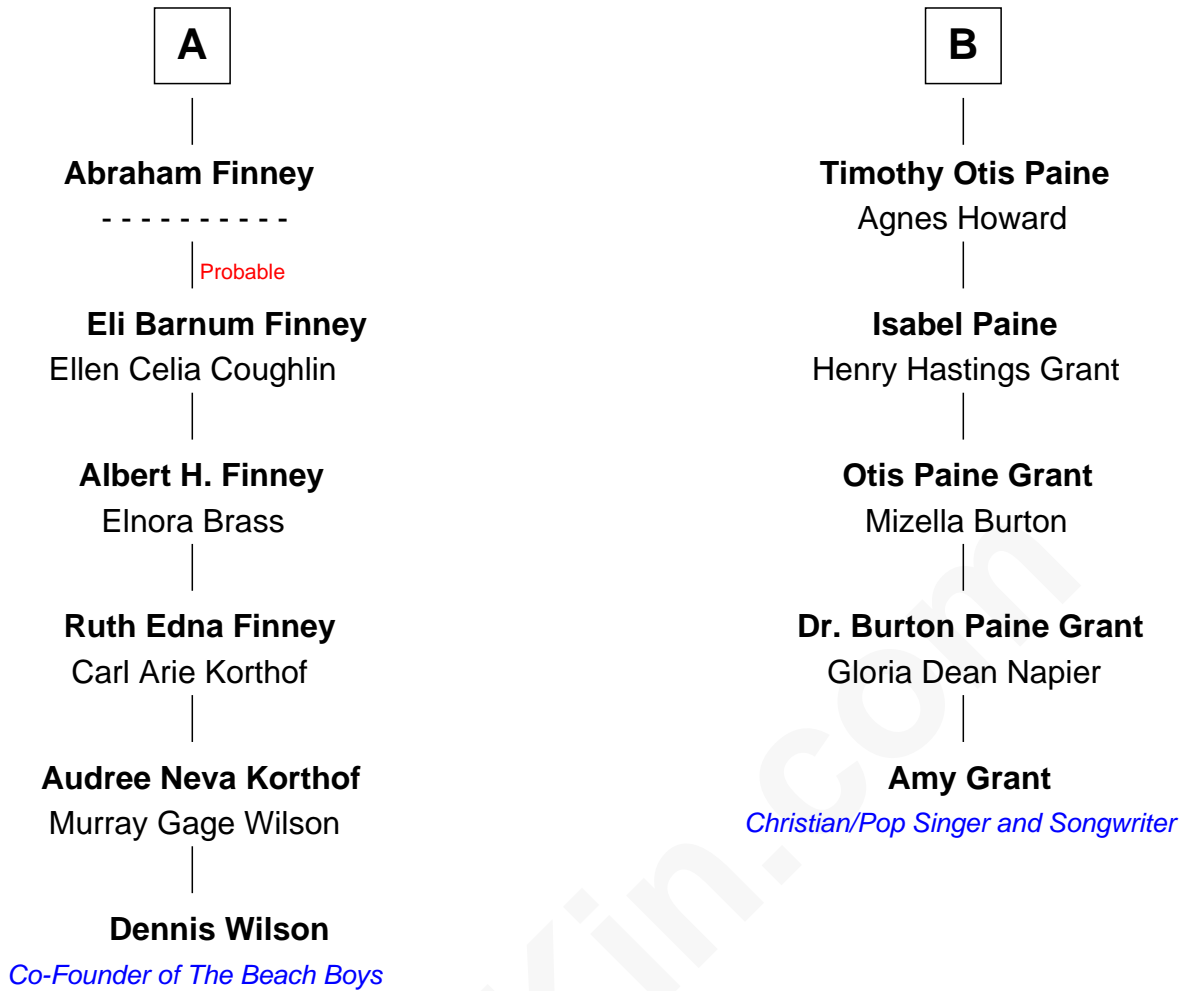 A
Abraham Finney
- - - - - - - - - -
Probable
Eli Barnum Finney
Ellen Celia Coughlin
Albert H. Finney
Elnora Brass
Ruth Edna Finney
Carl Arie Korthof
Audree Neva Korthof
Murray Gage Wilson
Dennis Wilson
Co-Founder of The Beach Boys
B
Timothy Otis Paine
Agnes Howard
Isabel Paine
Henry Hastings Grant
Otis Paine Grant
Mizella Burton
Dr. Burton Paine Grant
Gloria Dean Napier
Amy Grant
Christian/Pop Singer and Songwriter